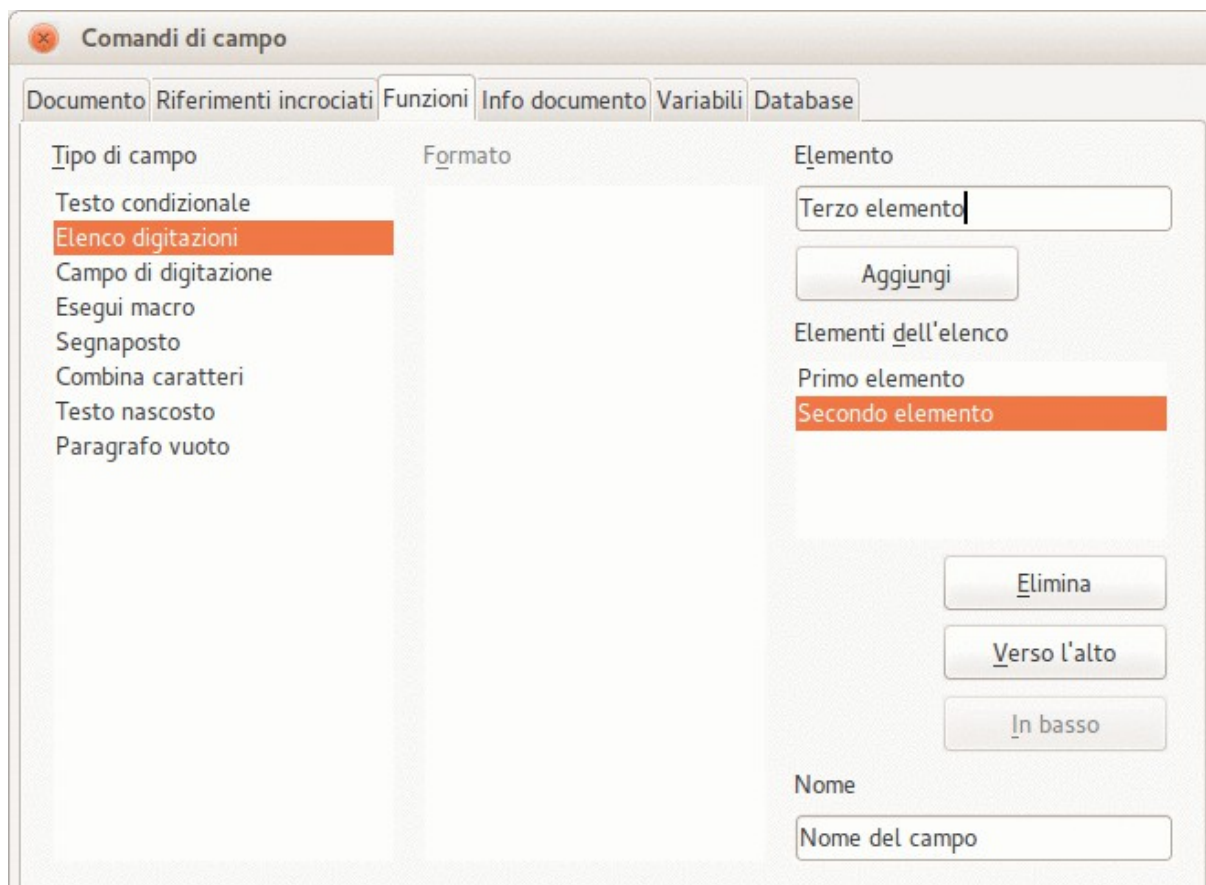 Comandi di campo
Documento Riferimenti incrociati Funzioni Info documento Variabili Database
Tipo di campo
Testo condizionale
Elenco digitazioni
Campo di digitazione
Esegui macro
Segnaposto
Combina caratteri
Testo nascosto
Paragrafo vuoto
Formato
Elemento
Terzo elemento
Aggiungi
Elementi dell'elenco
Primo elemento
Secondo elemento
Elimina
Verso l'alto
In basso
Nome
Nome del campo